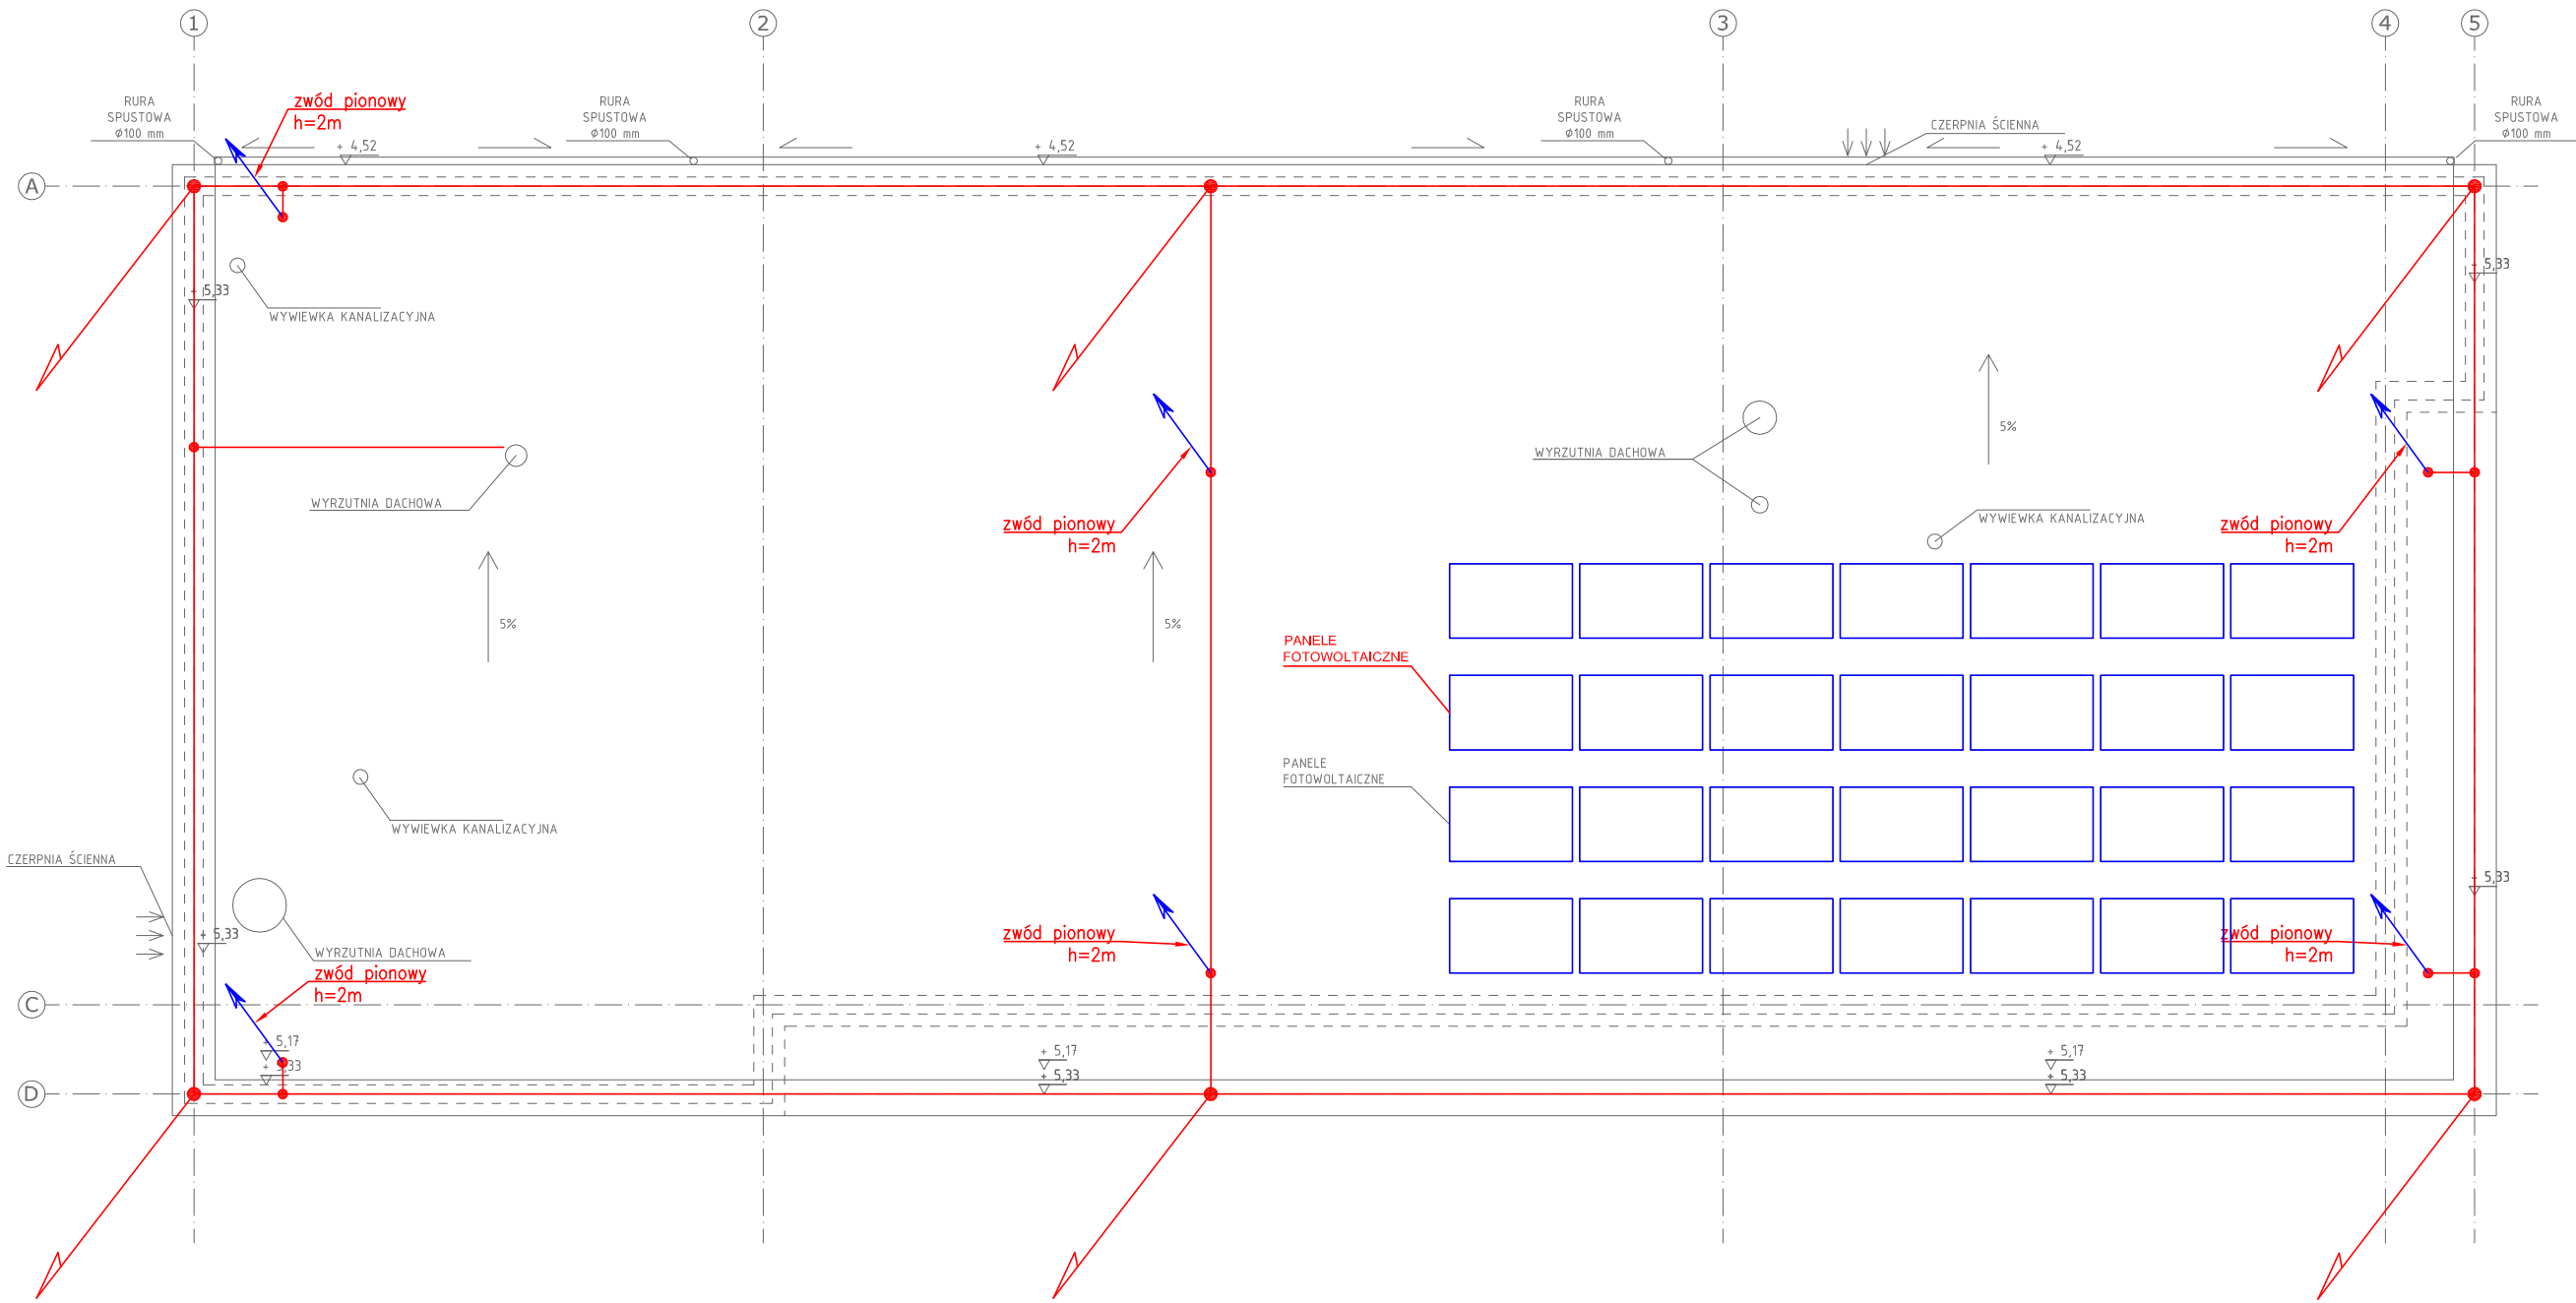 1
2
3
4
5
RURA
SPUSTOWA
ø100 mm
zwód pionowy
h=2m
+ 4,52
RURA
SPUSTOWA
ø100 mm
+ 4,52
RURA
SPUSTOWA
ø100 mm
CZERPNIA ŚCIENNA
+ 4,52
RURA
SPUSTOWA
ø100 mm
A
+ 5,33
WYWIEWKA KANALIZACYJNA
+ 5,33
WYRZUTNIA DACHOWA
zwód pionowy
h=2m
WYRZUTNIA DACHOWA
5%
WYWIEWKA KANALIZACYJNA
zwód pionowy
h=2m
5%
5%
PANELE
FOTOWOLTAICZNE
PANELE
FOTOWOLTAICZNE
WYWIEWKA KANALIZACYJNA
CZERPNIA ŚCIENNA
+ 5,33
+ 5,33
WYRZUTNIA DACHOWA
zwód pionowy
h=2m
zwód pionowy
h=2m
zwód pionowy
h=2m
C
+ 5,17
+ 5,33
+ 5,17
+ 5,33
+ 5,17
+ 5,33
D